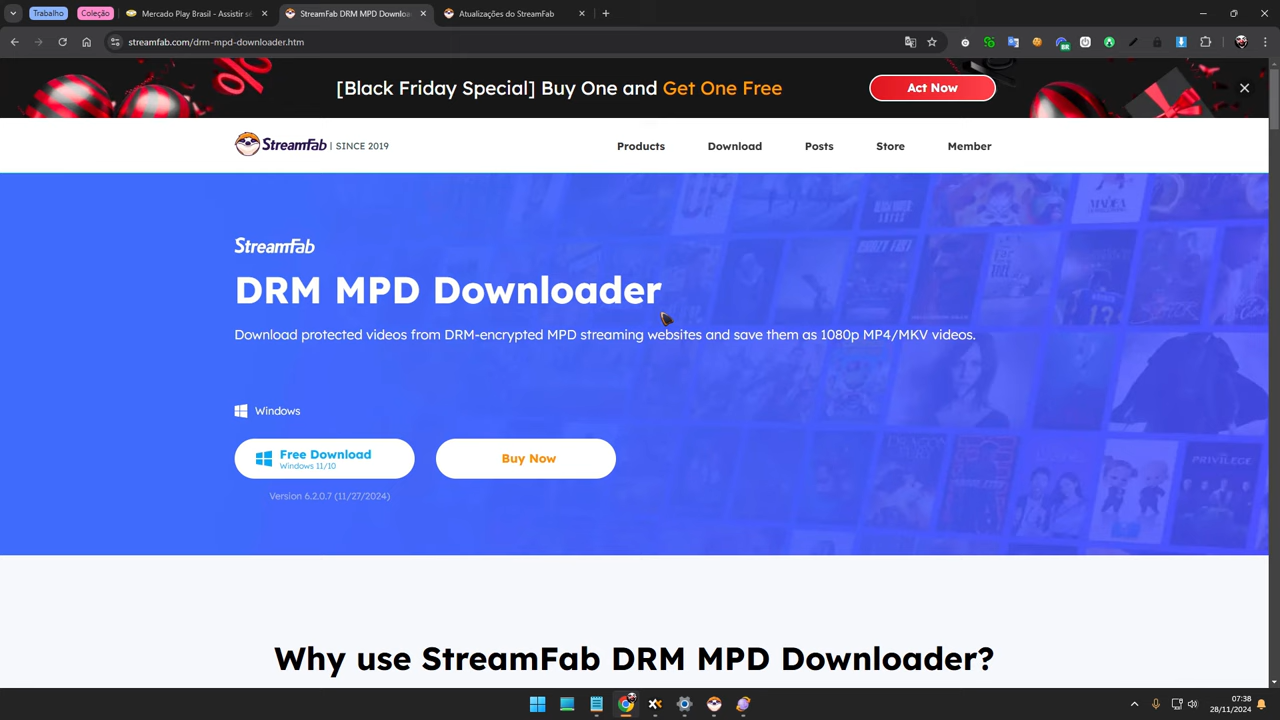 Trabalho
Coleção
Mercado Play Brasil - Assistir sé
StreamFab DRM MPD Downloa
Atualizações do StreamFab
streamfab.com/drm-mpd-downloader.htm
[Black Friday Special] Buy One and Get One Free
Act Now
StreamFab | SINCE 2019
Products
Download
Posts
Store
Member
StreamFab
DRM MPD Downloader
Download protected videos from DRM-encrypted MPD streaming websites and save them as 1080p MP4/MKV videos.
Windows
Free Download
Windows 11/10
Buy Now
Version 6.2.0.7 (11/27/2024)
Why use StreamFab DRM MPD Downloader?
07:38
28/11/2024